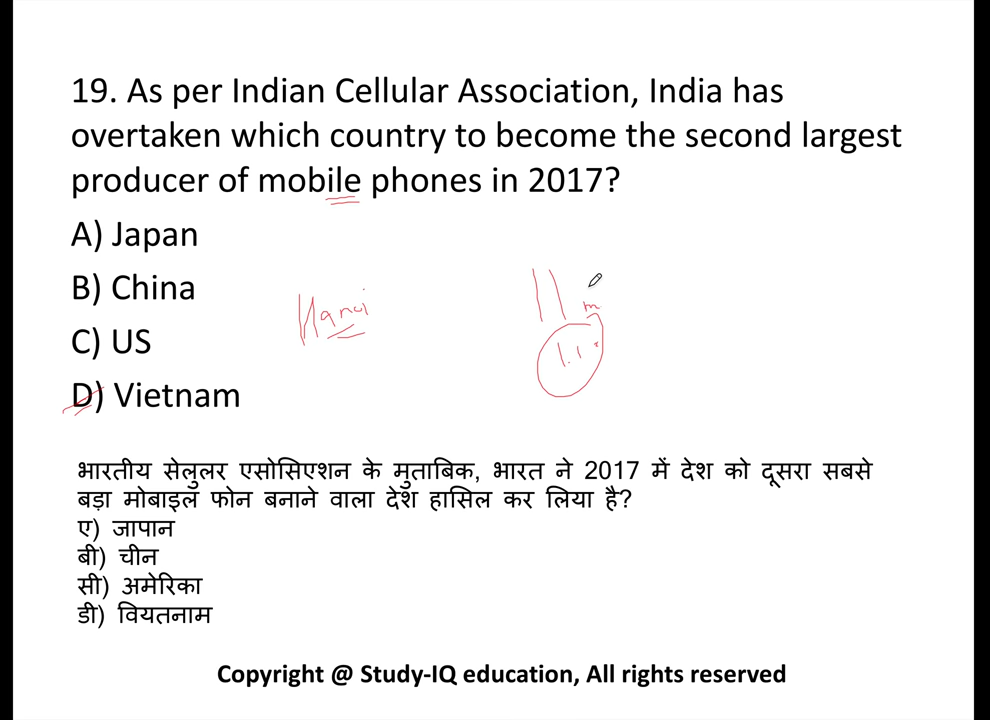 19. As per Indian Cellular Association, India has
overtaken which country to become the second largest
producer of mobile phones in 2017?
A) Japan
B) China
C) US
D) Vietnam
Hanoi
11 m
भारतीय सेलुलर एसोसिएशन के मुताबिक, भारत ने 2017 में देश को दूसरा सबसे
बड़ा मोबाइल फोन बनाने वाला देश हासिल कर लिया है?
ए) जापान
बी) चीन
सी) अमेरिका
डी) वियतनाम
Copyright @ Study-IQ education, All rights reserved